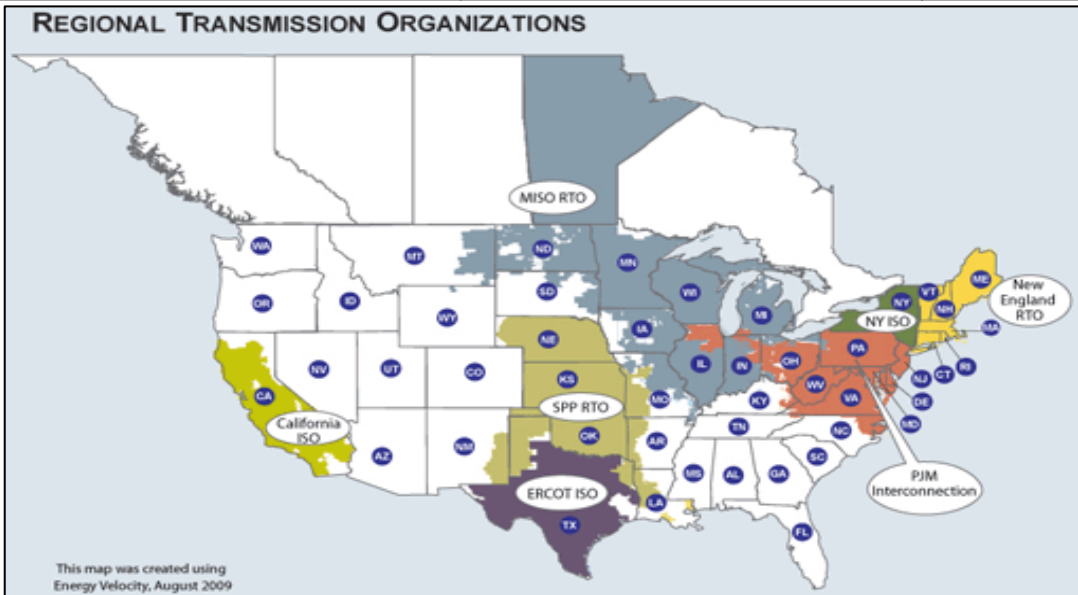 REGIONAL TRANSMISSION ORGANIZATIONS
MISO RTO
WA
MT
ND
MN
ME
New England RTO
OR
ID
SD
WI
MI
NY
VT
NH
NY ISO
MA
WY
IA
NE
PA
RI
CT
NV
UT
CO
KS
IL
IN
OH
NJ
CA
California ISO
SPP RTO
MO
KY
WV
VA
DE
MD
AZ
NM
OK
AR
TN
NC
SC
ERCOT ISO
TX
LA
MS
AL
GA
PJM Interconnection
FL
This map was created using
Energy Velocity, August 2009